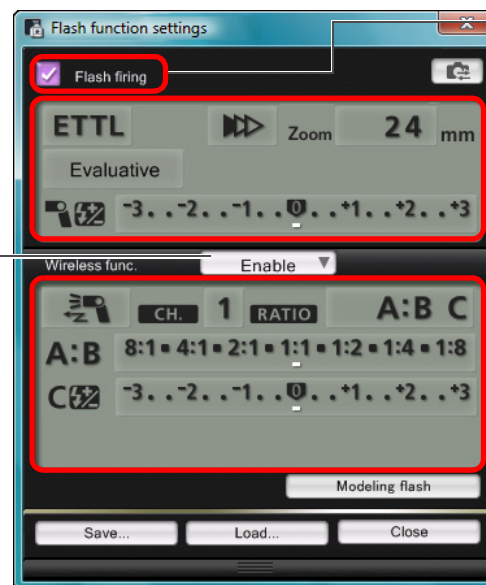 Flash function settings
Flash firing
ETTL Zoom 24 mm
Evaluative
-3..-2..-1..0..+1..+2..+3
Wireless func. Enable
CH. 1 RATIO A:B C
A:B 8:1 4:1 2:1 1:1 1:2 1:4 1:8
C -3..-2..-1..0..+1..+2..+3
Modeling flash
Save... Load... Close